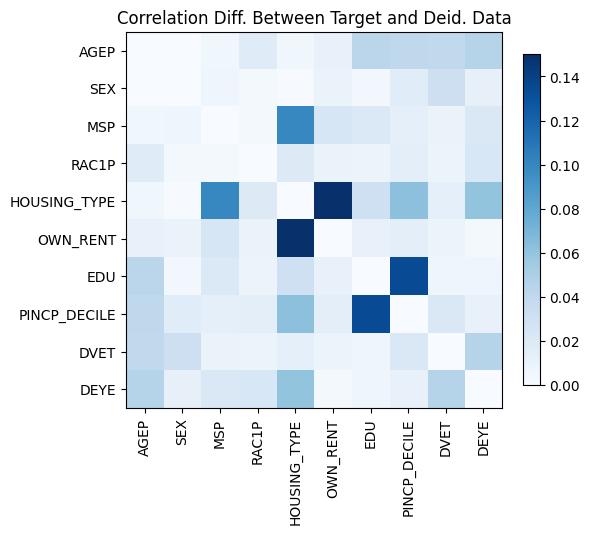 Correlation Diff. Between Target and Deid. Data
AGEP
SEX
MSP
RAC1P
HOUSING_TYPE
OWN_RENT
EDU
PINCP_DECILE
DVET
DEYE
AGEP
SEX
MSP
RAC1P
HOUSING_TYPE
OWN_RENT
EDU
PINCP_DECILE
DVET
DEYE
0.14
0.12
0.10
0.08
0.06
0.04
0.02
0.00